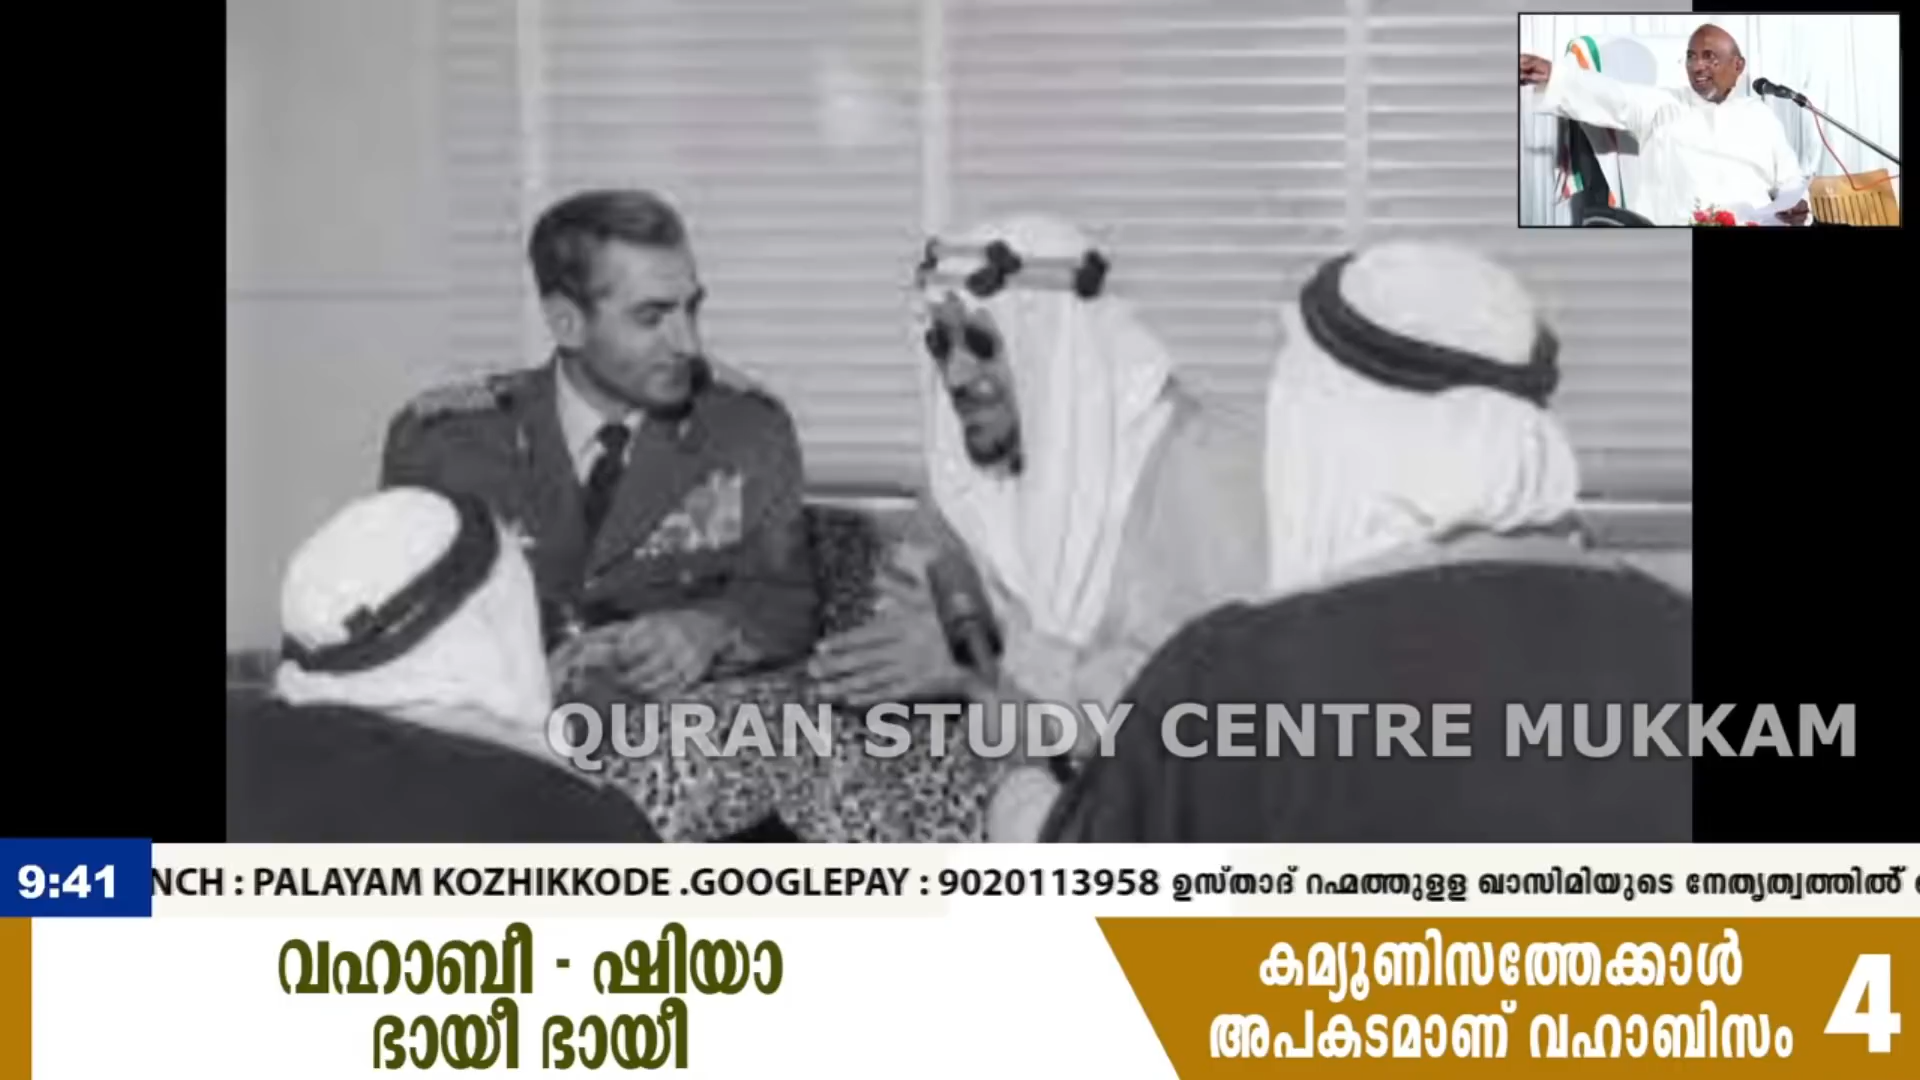 QURAN STUDY CENTRE MUKKAM
9:41
NCH : PALAYAM KOZHIKKODE .GOOGLEPAY : 9020113958 ഉസ്താദ് റഹ്മത്തുളള ഖാസിമിയുടെ നേതൃത്വത്തിൽ
വഹാബീ - ഷിയാ
ഭായീ ഭായീ
കമ്യൂണിസത്തേക്കാൾ
അപകടമാണ് വഹാബിസം
4